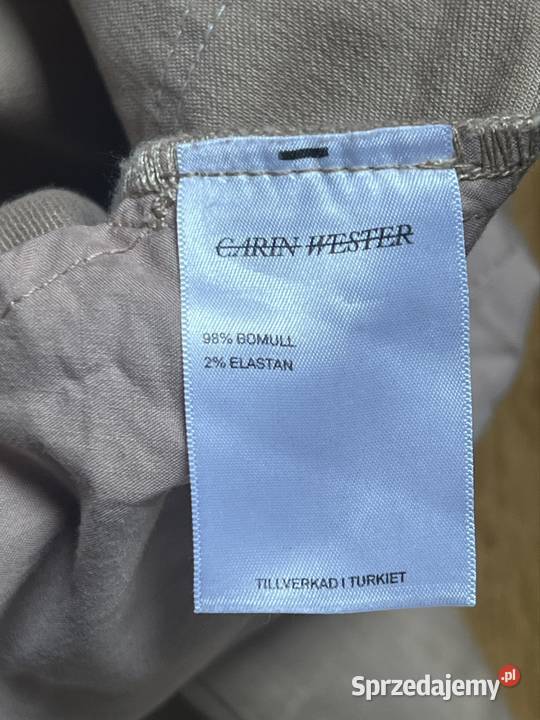 CARIN WESTER
98% BOMULL
2% ELASTAN
TILLVERKAD I TURKIET
Sprzedajemy.pl